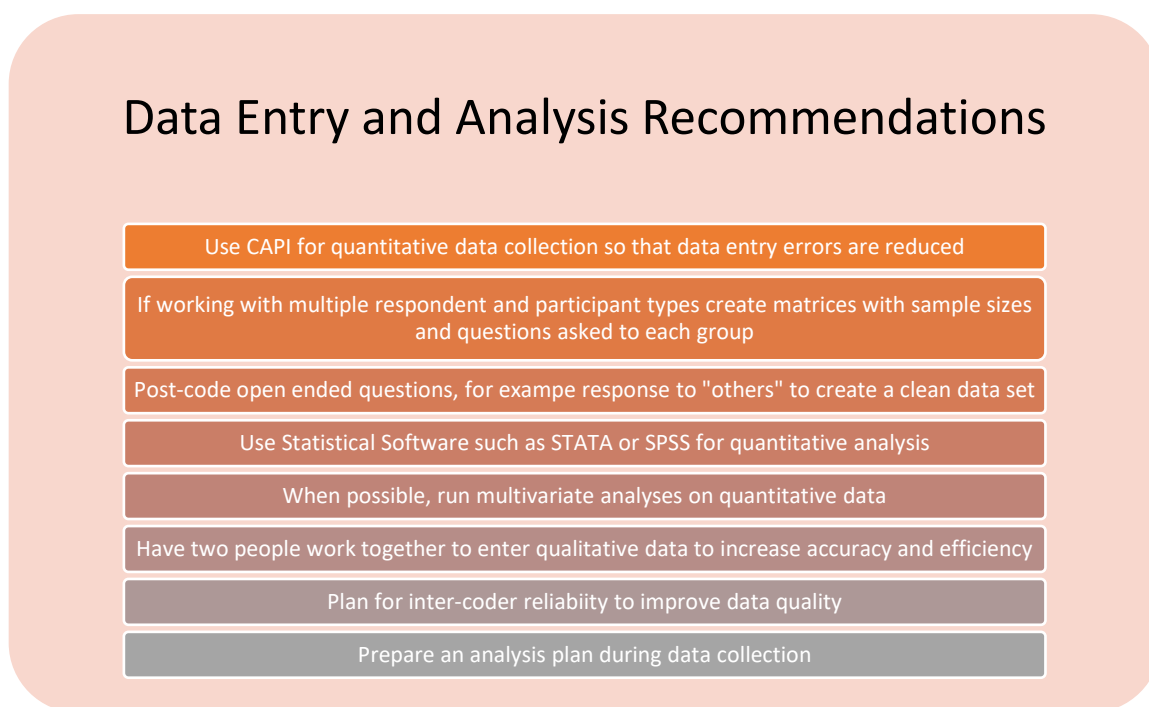 Data Entry and Analysis Recommendations
Use CAPI for quantitative data collection so that data entry errors are reduced
If working with multiple respondent and participant types create matrices with sample sizes
and questions asked to each group
Post-code open ended questions, for exampe response to "others" to create a clean data set
Use Statistical Software such as STATA or SPSS for quantitative analysis
When possible, run multivariate analyses on quantitative data
Have two people work together to enter qualitative data to increase accuracy and efficiency
Plan for inter-coder reliabiity to improve data quality
Prepare an analysis plan during data collection